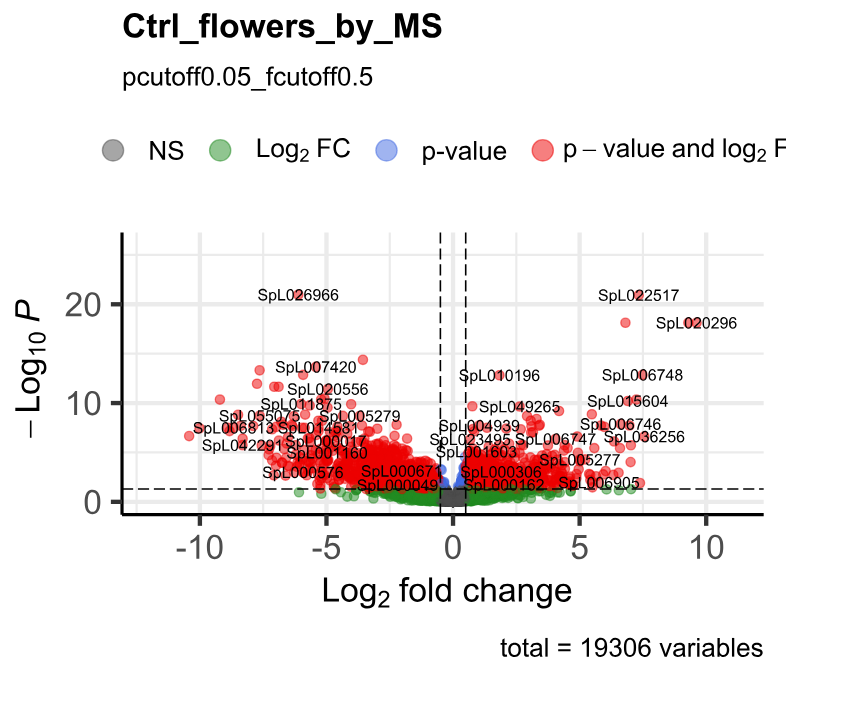 Ctrl_flowers_by_MS
pcutoff0.05_fcutoff0.5
NS Log₂ FC p-value p − value and log₂ F
− Log₁₀ P
20
10
0
SpL026966 SpL022517
SpL020296
SpL007420
SpL010196 SpL006748
SpL020556
SpL011875 SpL049265 SpL015604
SpL055075 SpL005279
SpL006813 SpL014581 SpL004939 SpL006746
SpL042291 SpL000017 SpL023495 SpL006747 SpL036256
SpL001160 SpL001603
SpL005277
SpL000576 SpL000671 SpL000306
SpL000049 SpL000162 SpL006905
-10 -5 0 5 10
Log₂ fold change
total = 19306 variables